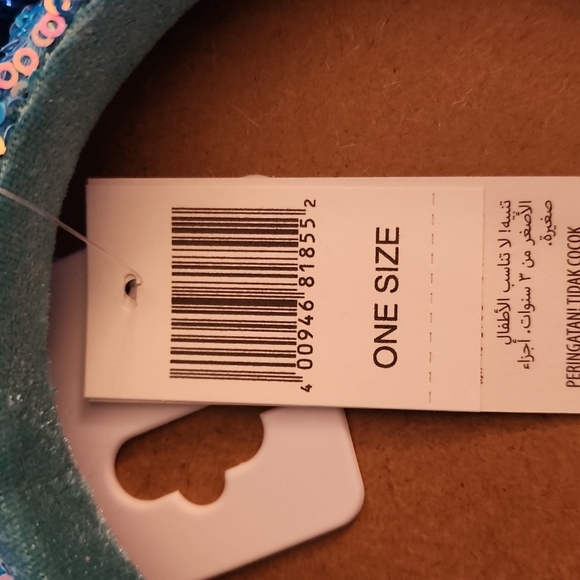 4 00946 81855 2
ONE SIZE
تنبيه! لا تناسب الأطفال
الأصغر من ٣ سنوات. أجزاء
صغيرة.
PERINGATAN! TIDAK COCOK